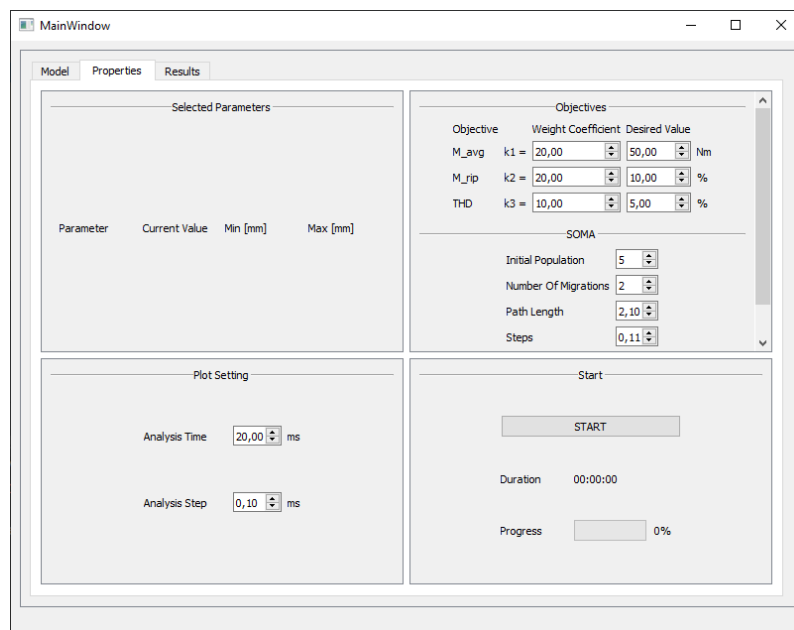 MainWindow
Model Properties Results
Selected Parameters
Parameter Current Value Min [mm] Max [mm]
Objectives
Objective Weight Coefficient Desired Value
M_avg k1 = 20,00 50,00 Nm
M_rip k2 = 20,00 10,00 %
THD k3 = 10,00 5,00 %
SOMA
Initial Population 5
Number Of Migrations 2
Path Length 2,10
Steps 0,11
Plot Setting
Analysis Time 20,00 ms
Analysis Step 0,10 ms
Start
START
Duration 00:00:00
Progress 0%